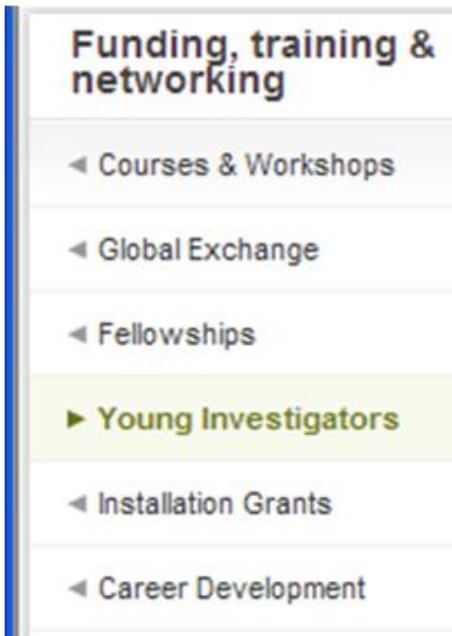 Funding, training &
networking
Courses & Workshops
Global Exchange
Fellowships
Young Investigators
Installation Grants
Career Development